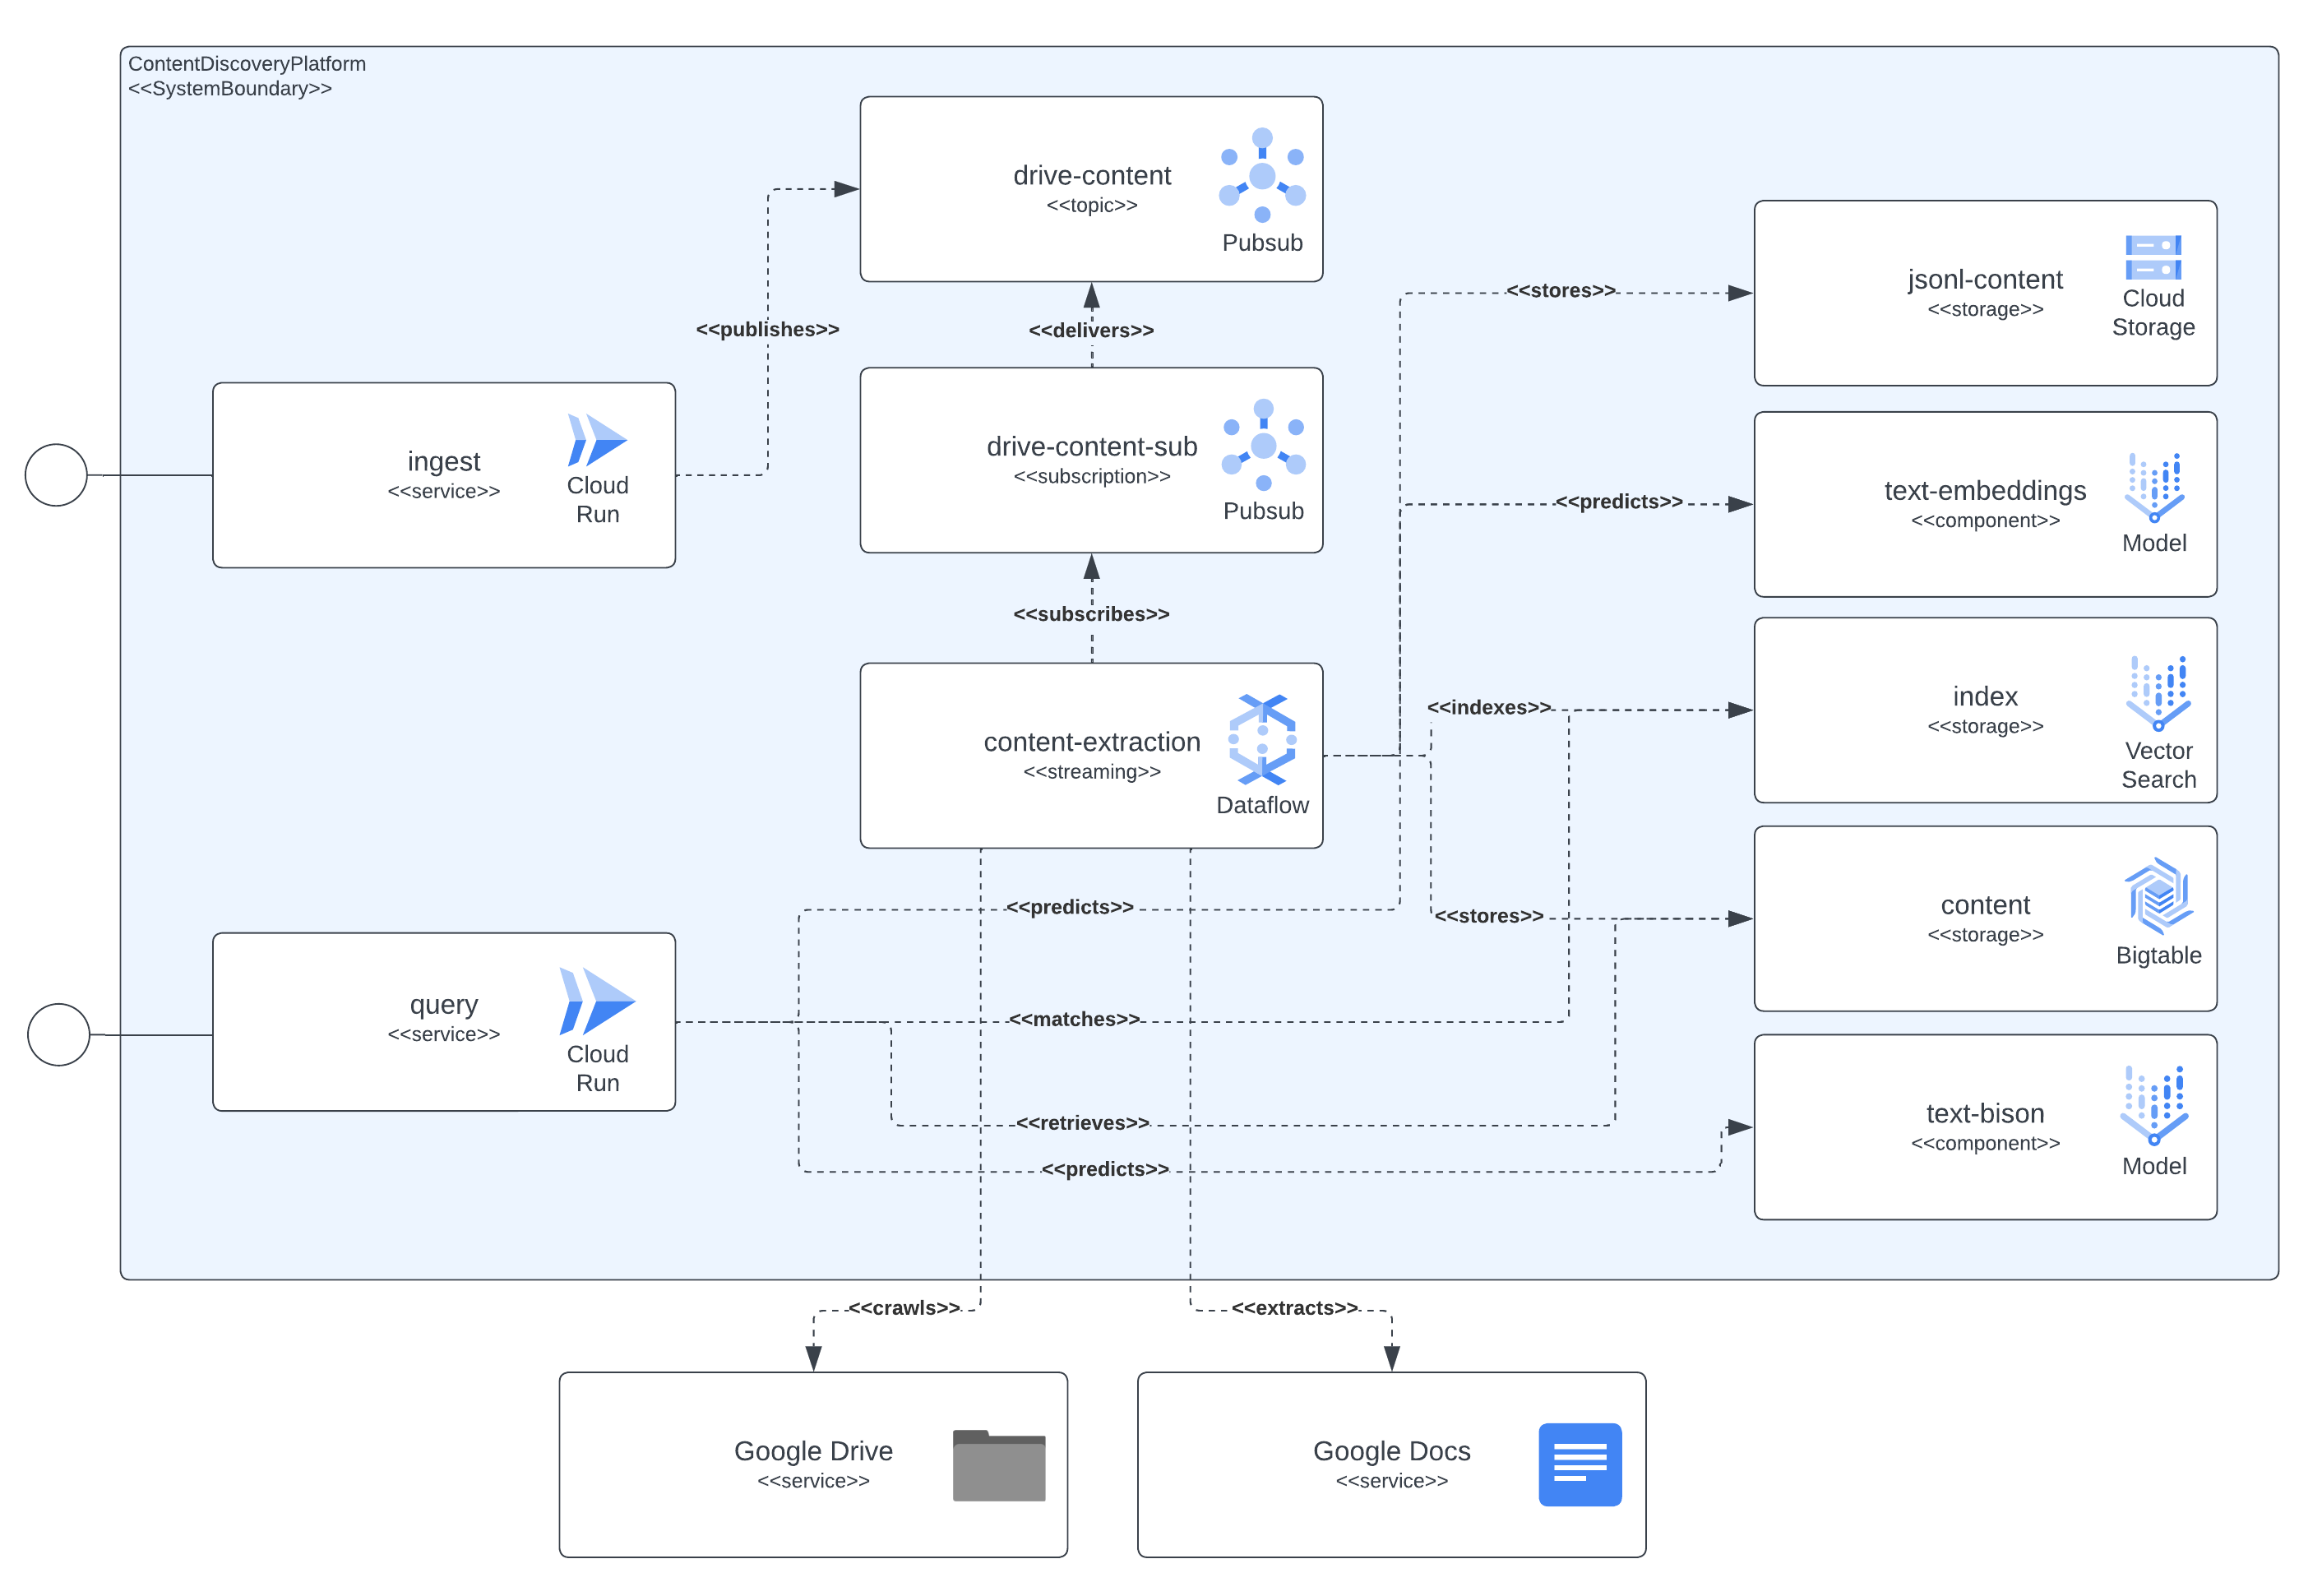 ContentDiscoveryPlatform
<<SystemBoundary>>
drive-content
<<topic>>
Pubsub
<<publishes>>
<<delivers>>
ingest
<<service>>
Cloud
Run
drive-content-sub
<<subscription>>
Pubsub
<<subscribes>>
content-extraction
<<streaming>>
Dataflow
<<stores>>
jsonl-content
<<storage>>
Cloud
Storage
<<predicts>>
text-embeddings
<<component>>
Model
<<indexes>>
index
<<storage>>
Vector
Search
<<stores>>
content
<<storage>>
Bigtable
query
<<service>>
Cloud
Run
<<predicts>>
<<matches>>
<<retrieves>>
<<predicts>>
text-bison
<<component>>
Model
<<crawls>>
<<extracts>>
Google Drive
<<service>>
Google Docs
<<service>>